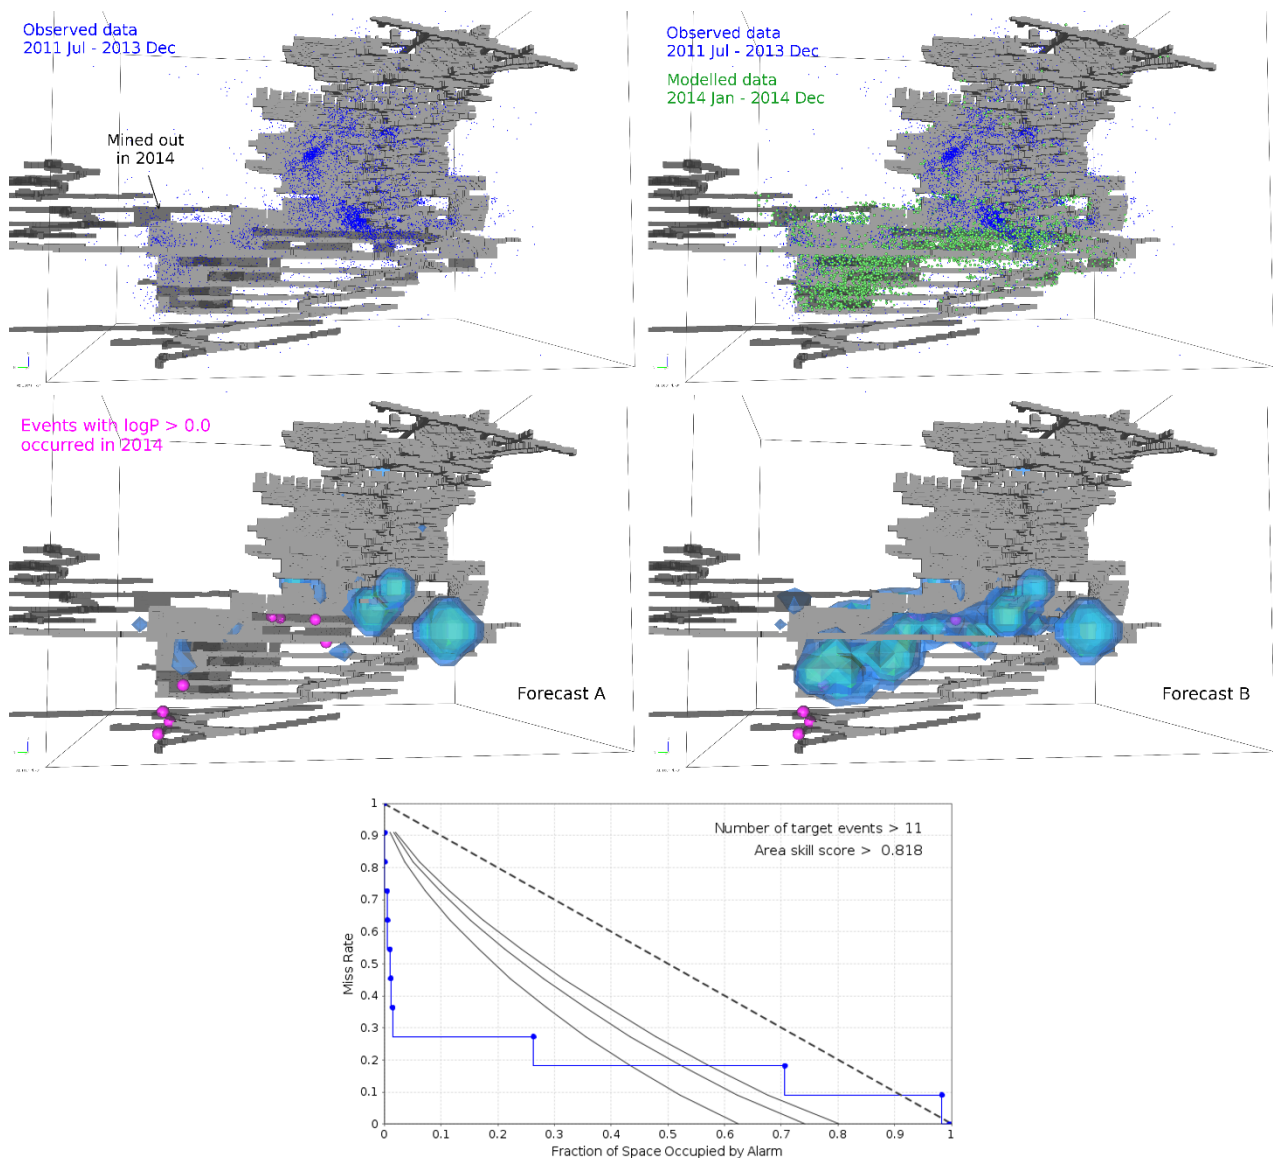 Observed data
2011 Jul - 2013 Dec
Mined out
in 2014
Observed data
2011 Jul - 2013 Dec
Modelled data
2014 Jan - 2014 Dec
Events with logP > 0.0
occurred in 2014
Forecast A
Forecast B
Number of target events > 11
Area skill score > 0.818
Miss Rate
1
0.9
0.8
0.7
0.6
0.5
0.4
0.3
0.2
0.1
0
0 0.1 0.2 0.3 0.4 0.5 0.6 0.7 0.8 0.9 1
Fraction of Space Occupied by Alarm